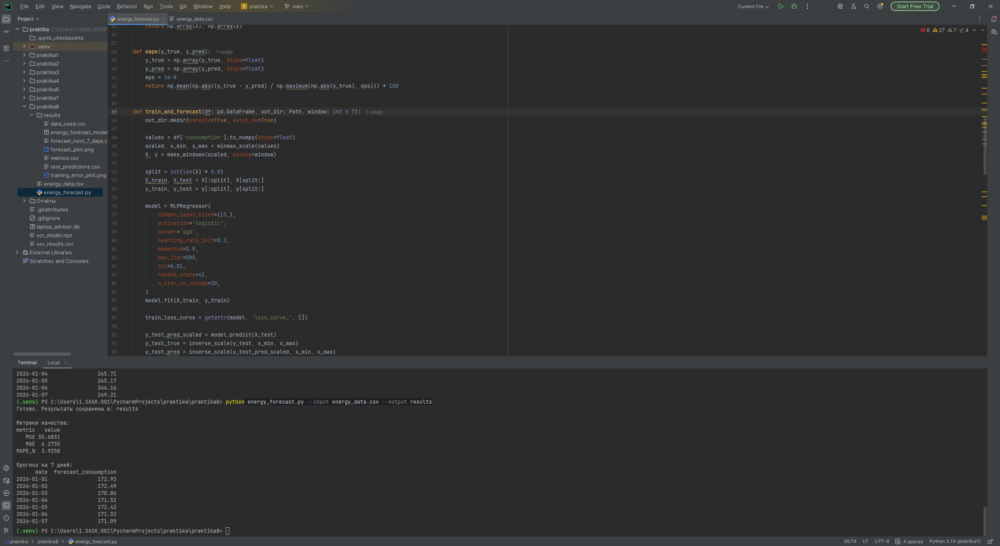 PC File Edit View Navigate Code Refactor Run Tools Git Window Help P praktika main Current File Start Free Trial
Project
energy_forecast.py energy_data.csv
praktika C:\Users\1.SASK.001\P
.ipynb_checkpoints
.venv
praktika1
praktika2
praktika3
praktika4
praktika6
praktika7
praktika8
results
data_used.csv
energy_forecast_model
forecast_next_7_days.c
forecast_plot.png
metrics.csv
test_predictions.csv
training_error_plot.png
energy_data.csv
energy_forecast.py
Отчёты
.gitattributes
.gitignore
laptop_advisor.db
xor_model.npz
xor_results.csv
External Libraries
Scratches and Consoles
6 27 7 4
55 return np.array(X), np.array(y)
56
57
58 def mape(y_true, y_pred): 1 usage
59 y_true = np.array(y_true, dtype=float)
60 y_pred = np.array(y_pred, dtype=float)
61 eps = 1e-8
62 return np.mean(np.abs((y_true - y_pred) / np.maximum(np.abs(y_true), eps))) * 100
63
64
65 def train_and_forecast(df: pd.DataFrame, out_dir: Path, window: int = 7): 1 usage
66 out_dir.mkdir(parents=True, exist_ok=True)
67
68 values = df['consumption'].to_numpy(dtype=float)
69 scaled, x_min, x_max = minmax_scale(values)
70 X, y = make_windows(scaled, window=window)
71
72 split = int(len(X) * 0.8)
73 X_train, X_test = X[:split], X[split:]
74 y_train, y_test = y[:split], y[split:]
75
76 model = MLPRegressor(
77 hidden_layer_sizes=(15,),
78 activation='logistic',
79 solver='sgd',
80 learning_rate_init=0.3,
81 momentum=0.9,
82 max_iter=500,
83 tol=0.01,
84 random_state=42,
85 n_iter_no_change=30,
86 )
87 model.fit(X_train, y_train)
88
89 train_loss_curve = getattr(model, 'loss_curve_', [])
90
91 y_test_pred_scaled = model.predict(X_test)
92 y_test_true = inverse_scale(y_test, x_min, x_max)
93 y_test_pred = inverse_scale(y_test_pred_scaled, x_min, x_max)
Terminal Local
2026-01-04 245.71
2026-01-05 245.17
2026-01-06 246.16
2026-01-07 249.21
(.venv) PS C:\Users\1.SASK.001\PycharmProjects\praktika\praktika8> python energy_forecast.py --input energy_data.csv --output results
Готово. Результаты сохранены в: results
Метрики качества:
metric value
MSE 55.6831
MAE 6.2735
MAPE_% 3.9358
Прогноз на 7 дней:
date forecast_consumption
2026-01-01 172.93
2026-01-02 172.49
2026-01-03 170.86
2026-01-04 171.52
2026-01-05 172.42
2026-01-06 171.32
2026-01-07 171.09
(.venv) PS C:\Users\1.SASK.001\PycharmProjects\praktika\praktika8>
praktika praktika8 energy_forecast.py 65:74 LF UTF-8 4 spaces Python 3.14 (praktika1)